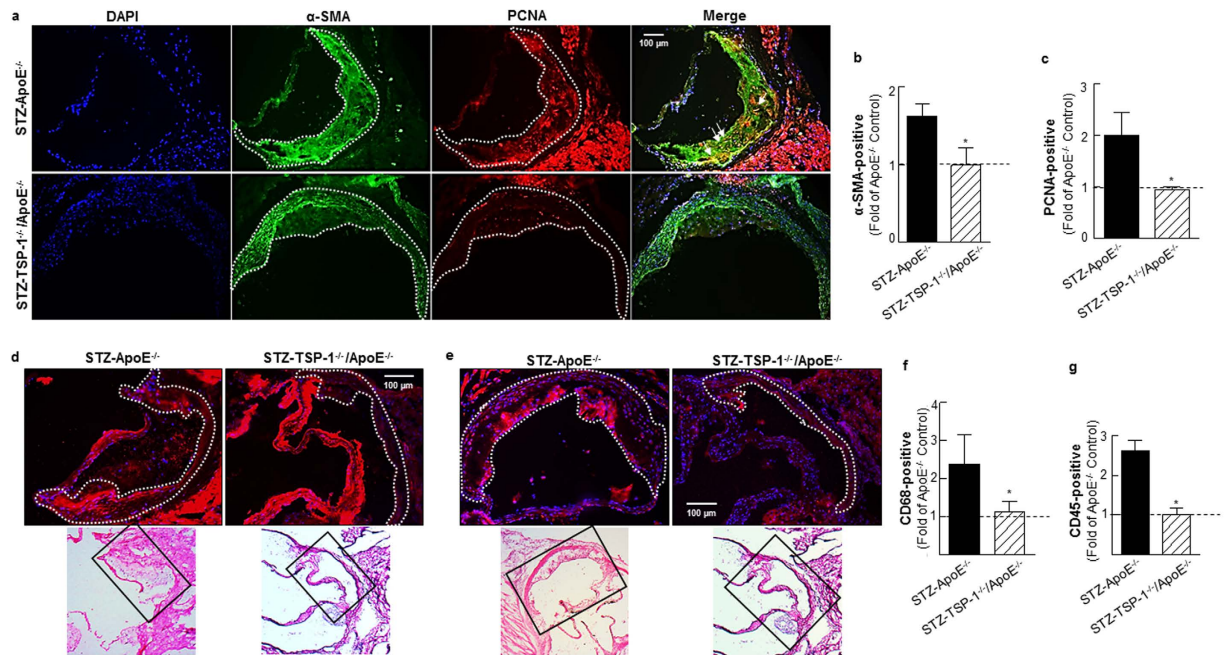 a
DAPI
α-SMA
PCNA
Merge
STZ-ApoE-/-
STZ-TSP-1-/-/ApoE-/-
100 µm
b
α-SMA-positive
(Fold of ApoE-/- Control)
2
1
0
*
STZ-ApoE-/-
STZ-TSP-1-/-/ApoE-/-
c
PCNA-positive
(Fold of ApoE-/- Control)
3
2
1
0
*
STZ-ApoE-/-
STZ-TSP-1-/-/ApoE-/-
d
STZ-ApoE-/-
STZ-TSP-1-/-/ApoE-/-
100 µm
e
STZ-ApoE-/-
STZ-TSP-1-/-/ApoE-/-
100 µm
100 µm
f
CD68-positive
(Fold of ApoE-/- Control)
4
3
2
1
*
STZ-ApoE-/-
STZ-TSP-1-/-/ApoE-/-
g
CD45-positive
(Fold of ApoE-/- Control)
3
2
1
0
*
STZ-ApoE-/-
STZ-TSP-1-/-/ApoE-/-